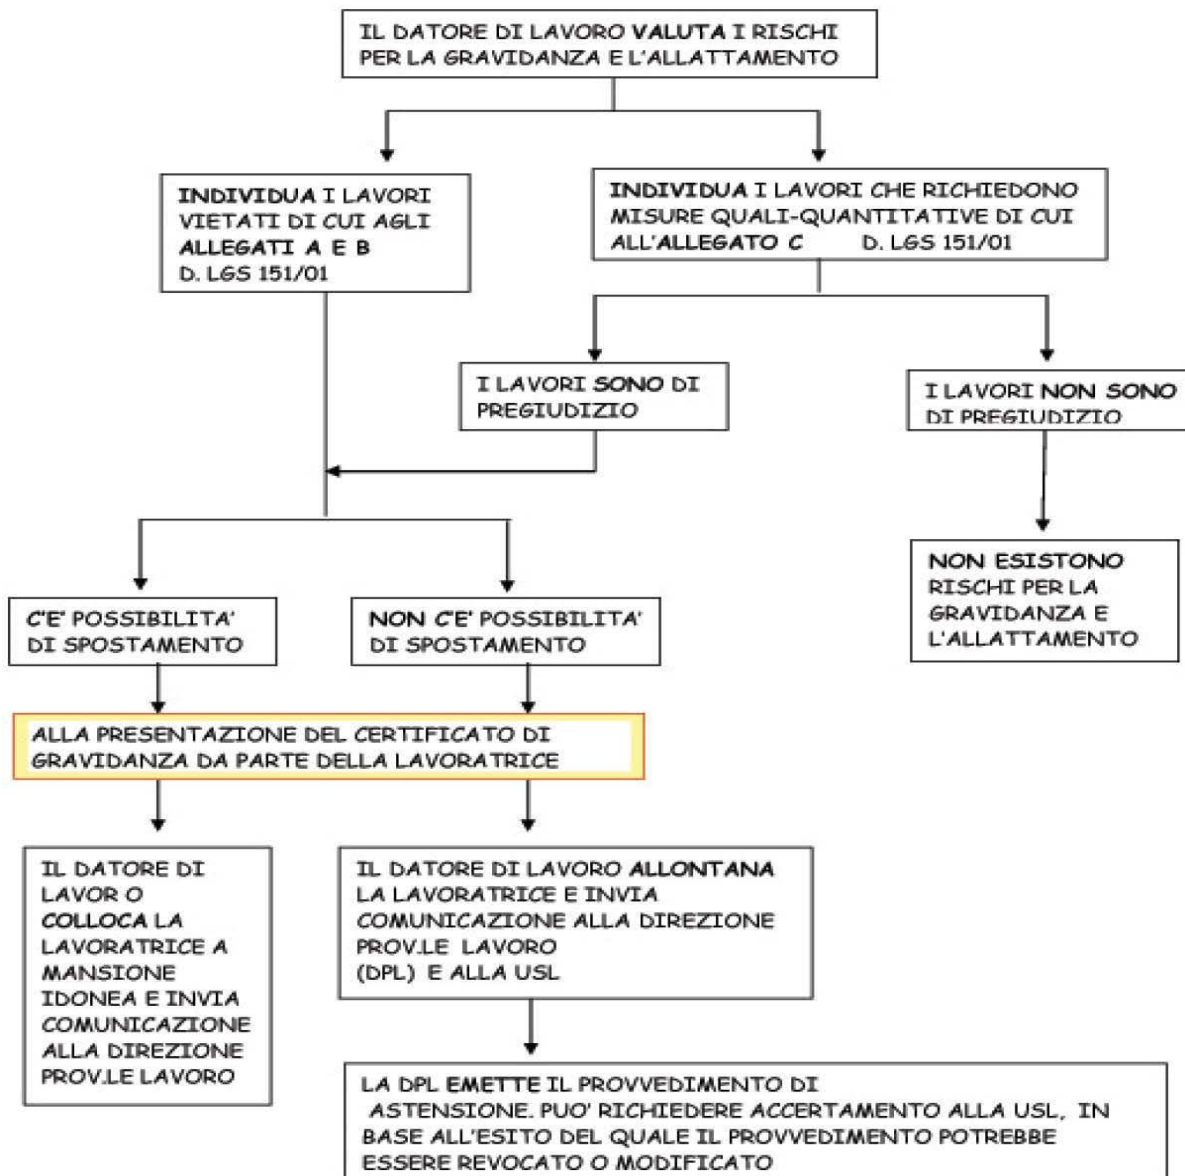 IL DATORE DI LAVORO VALUTA I RISCHI
PER LA GRAVIDANZA E L'ALLATTAMENTO
INDIVIDUA I LAVORI
VIETATI DI CUI AGLI
ALLEGATI A E B
D. LGS 151/01
INDIVIDUA I LAVORI CHE RICHIEDONO
MISURE QUALI-QUANTITATIVE DI CUI
ALL'ALLEGATO C D. LGS 151/01
I LAVORI SONO DI
PREGIUDIZIO
I LAVORI NON SONO
DI PREGIUDIZIO
NON ESISTONO
RISCHI PER LA
GRAVIDANZA E
L'ALLATTAMENTO
C'E' POSSIBILITA'
DI SPOSTAMENTO
NON C'E' POSSIBILITA'
DI SPOSTAMENTO
ALLA PRESENTAZIONE DEL CERTIFICATO DI
GRAVIDANZA DA PARTE DELLA LAVORATRICE
IL DATORE DI
LAVOR O
COLLOCA LA
LAVORATRICE A
MANSIONE
IDONEA E INVIA
COMUNICAZIONE
ALLA DIREZIONE
PROV.LE LAVORO
IL DATORE DI LAVORO ALLONTANA
LA LAVORATRICE E INVIA
COMUNICAZIONE ALLA DIREZIONE
PROV.LE LAVORO
(DPL) E ALLA USL
LA DPL EMETTE IL PROVVEDIMENTO DI
ASTENSIONE. PUO' RICHIEDERE ACCERTAMENTO ALLA USL, IN
BASE ALL'ESITO DEL QUALE IL PROVVEDIMENTO POTREBBE
ESSERE REVOCATO O MODIFICATO